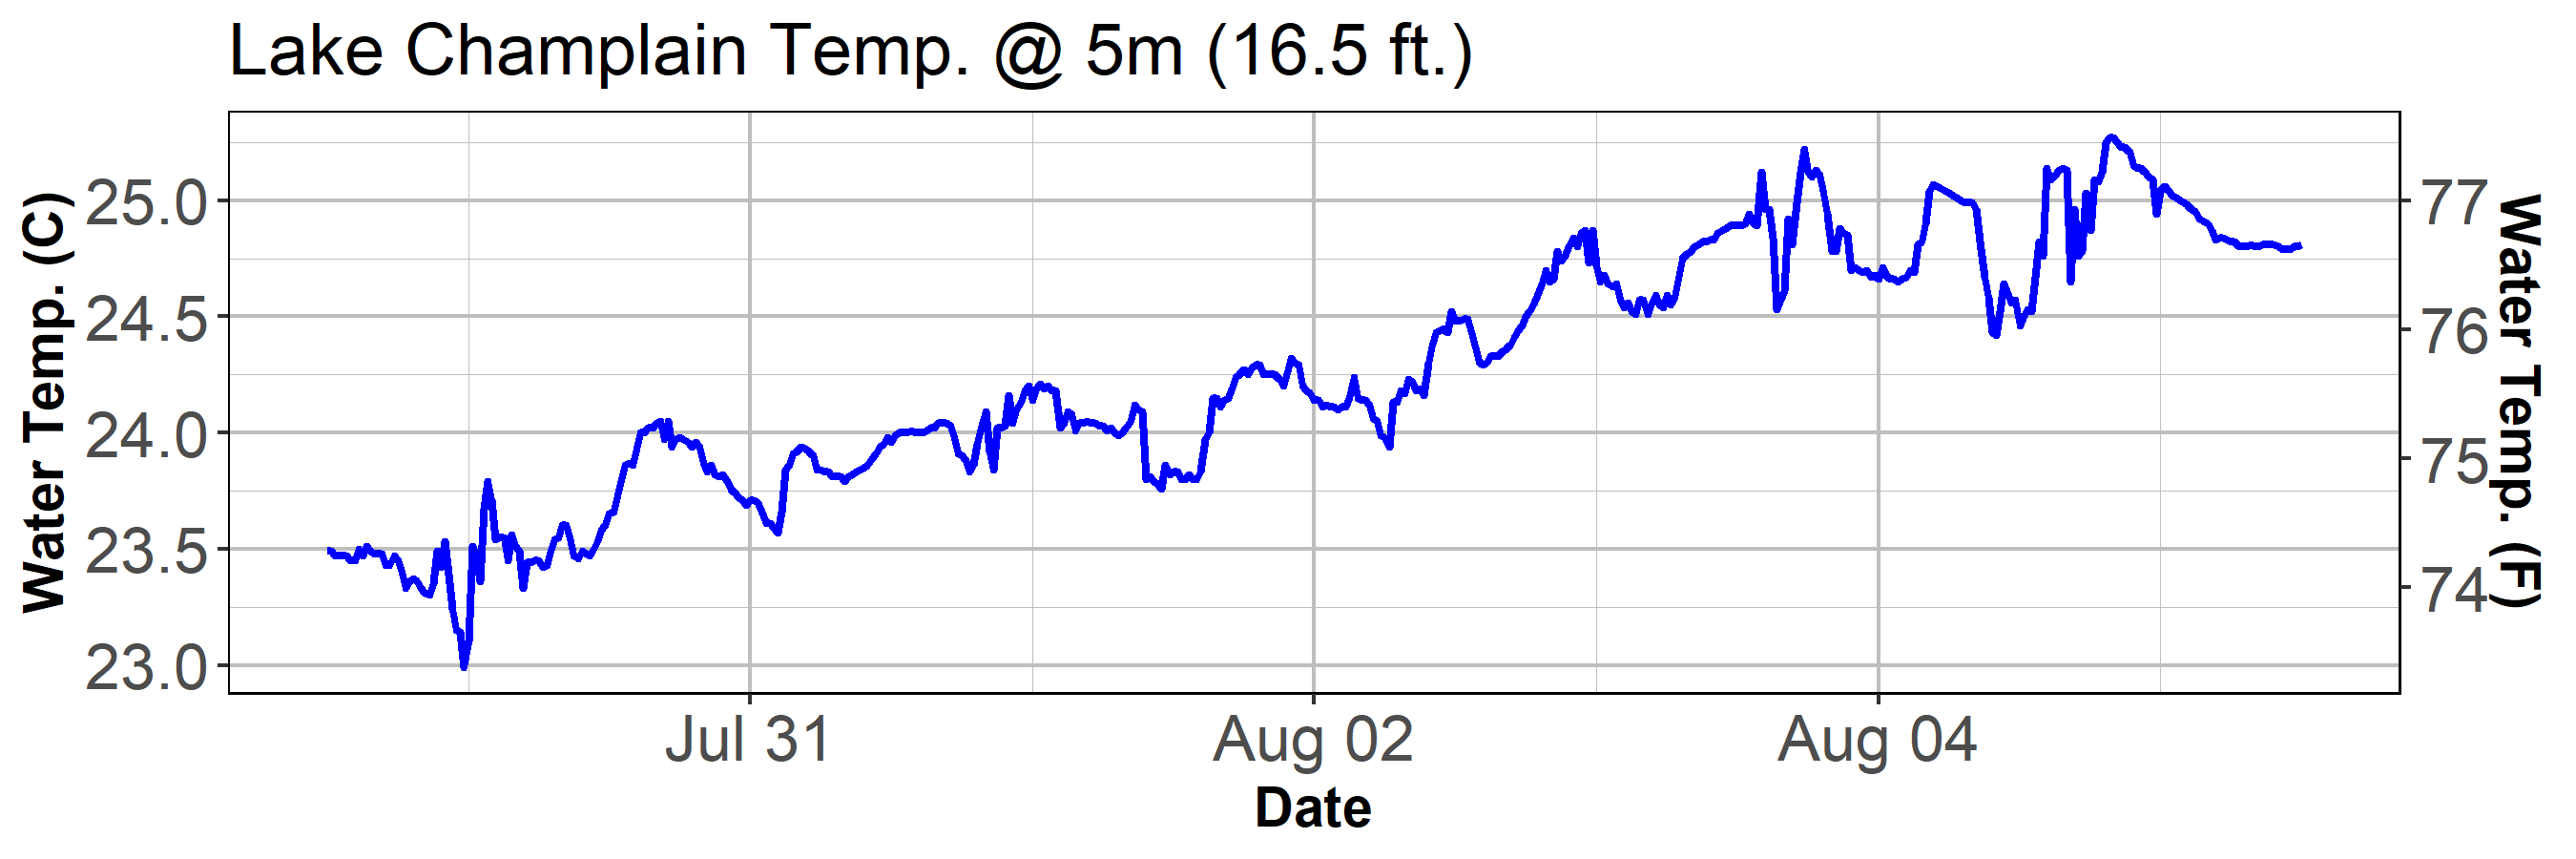 Lake Champlain Temp. @ 5m (16.5 ft.)
Water Temp. (C)
25.0
24.5
24.0
23.5
23.0
77
76
75
74
Water Temp. (F)
Jul 31
Aug 02
Aug 04
Date